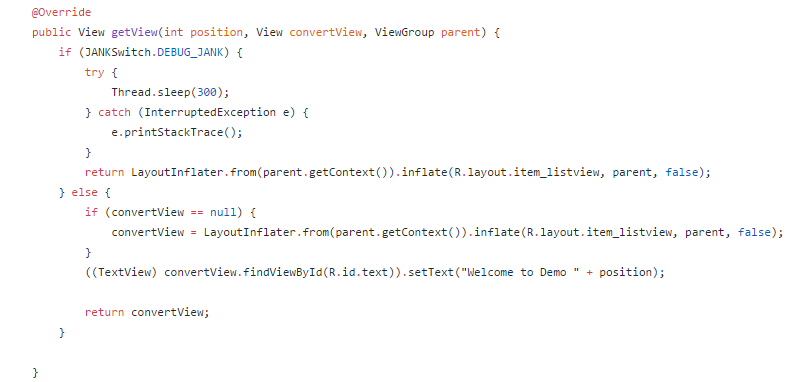 @Override
public View getView(int position, View convertView, ViewGroup parent) {
    if (JANKSwitch.DEBUG_JANK) {
        try {
            Thread.sleep(300);
        } catch (InterruptedException e) {
            e.printStackTrace();
        }
        return LayoutInflater.from(parent.getContext()).inflate(R.layout.item_listview, parent, false);
    } else {
        if (convertView == null) {
            convertView = LayoutInflater.from(parent.getContext()).inflate(R.layout.item_listview, parent, false);
        }
        ((TextView) convertView.findViewById(R.id.text)).setText("Welcome to Demo " + position);

        return convertView;
    }

}